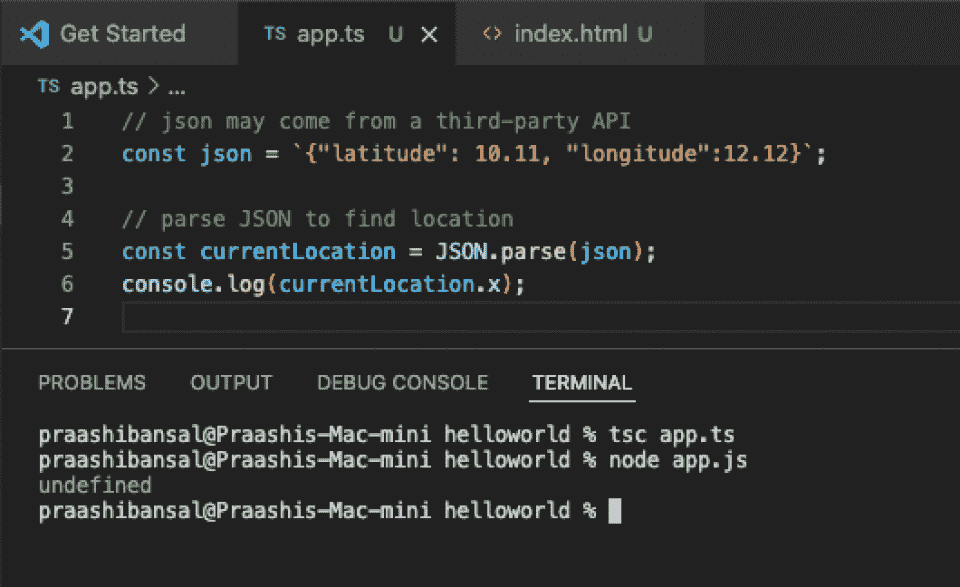 Get Started TS app.ts U × <> index.html U
TS app.ts > ...
1 // json may come from a third-party API
2 const json = `{"latitude": 10.11, "longitude":12.12}`;
3
4 // parse JSON to find location
5 const currentLocation = JSON.parse(json);
6 console.log(currentLocation.x);
7
PROBLEMS OUTPUT DEBUG CONSOLE TERMINAL
praashibansal@Praashis-Mac-mini helloworld % tsc app.ts
praashibansal@Praashis-Mac-mini helloworld % node app.js
undefined
praashibansal@Praashis-Mac-mini helloworld %